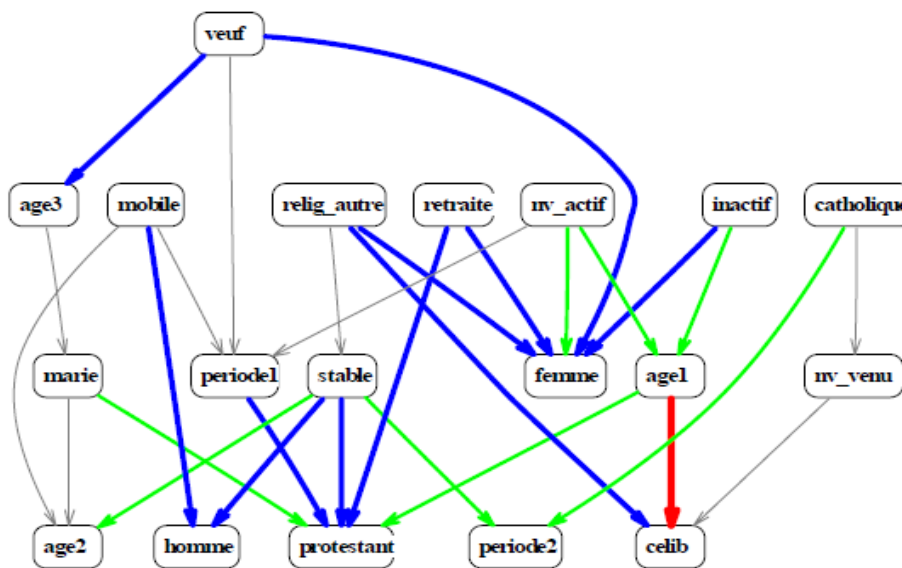 veuf
age3 mobile relig_autre retraite nv_actif inactif catholique
marie periode1 stable femme age1 nv_venu
age2 homme protestant periode2 celib